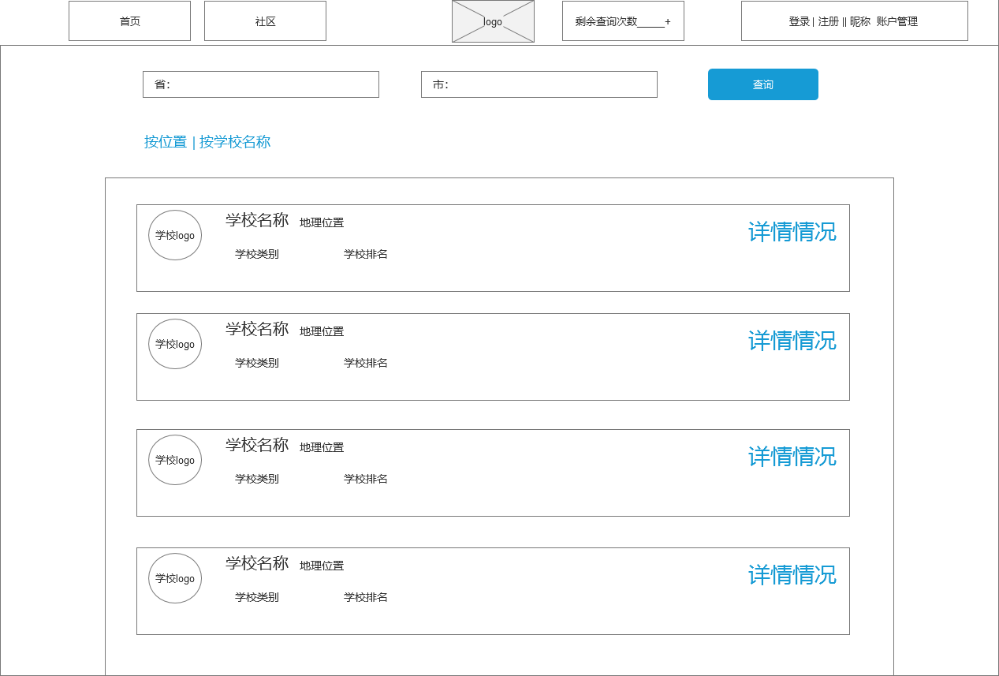 首页
社区
logo
剩余查询次数_____+
登录 | 注册 || 昵称 账户管理
省:
市:
查询
按位置 | 按学校名称
学校logo
学校名称 地理位置
详情情况
学校类别 学校排名
学校logo
学校名称 地理位置
详情情况
学校类别 学校排名
学校logo
学校名称 地理位置
详情情况
学校类别 学校排名
学校logo
学校名称 地理位置
详情情况
学校类别 学校排名